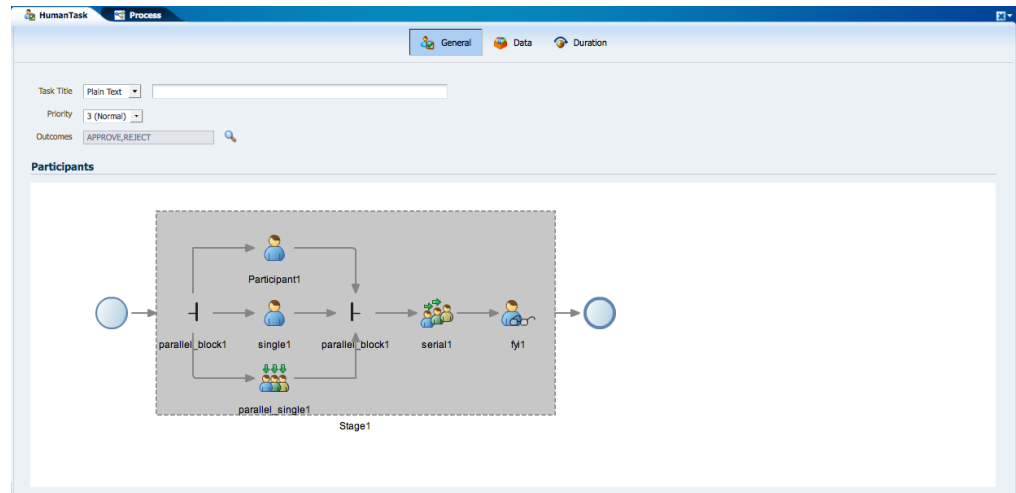 HumanTask Process
General Data Duration
Task Title Plain Text
Priority 3 (Normal)
Outcomes APPROVE,REJECT
Participants
Participant1
parallel_block1 single1 parallel_block1 serial1 fyi1
parallel_single1
Stage1